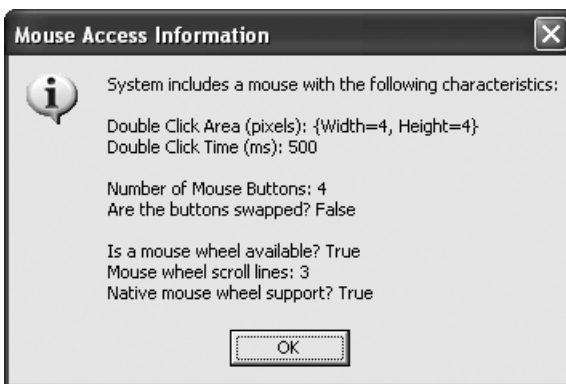 Mouse Access Information
System includes a mouse with the following characteristics:
Double Click Area (pixels): {Width=4, Height=4}
Double Click Time (ms): 500
Number of Mouse Buttons: 4
Are the buttons swapped? False
Is a mouse wheel available? True
Mouse wheel scroll lines: 3
Native mouse wheel support? True
OK